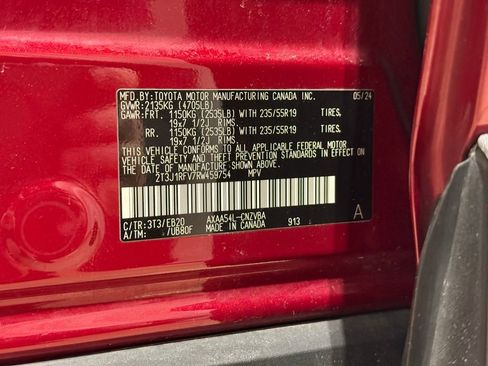 MFD.BY:TOYOTA MOTOR MANUFACTURING CANADA INC. 05/24
GVWR:2135KG (4705LB)
GAWR:FRT. 1150KG (2535LB) WITH 235/55R19 TIRES,
19x7 1/2J RIMS.
RR. 1150KG (2535LB) WITH 235/55R19 TIRES,
19x7 1/2J RIMS.
THIS VEHICLE CONFORMS TO ALL APPLICABLE FEDERAL MOTOR
VEHICLE SAFETY, BUMPER, AND THEFT PREVENTION STANDARDS IN EFFECT ON
THE DATE OF MANUFACTURE SHOWN ABOVE.
2T3J1RFV7RW459754 MPV
C/TR:3T3/EB20 AXAA54L-CNZVBA
A/TM: /UB80F MADE IN CANADA 913 A